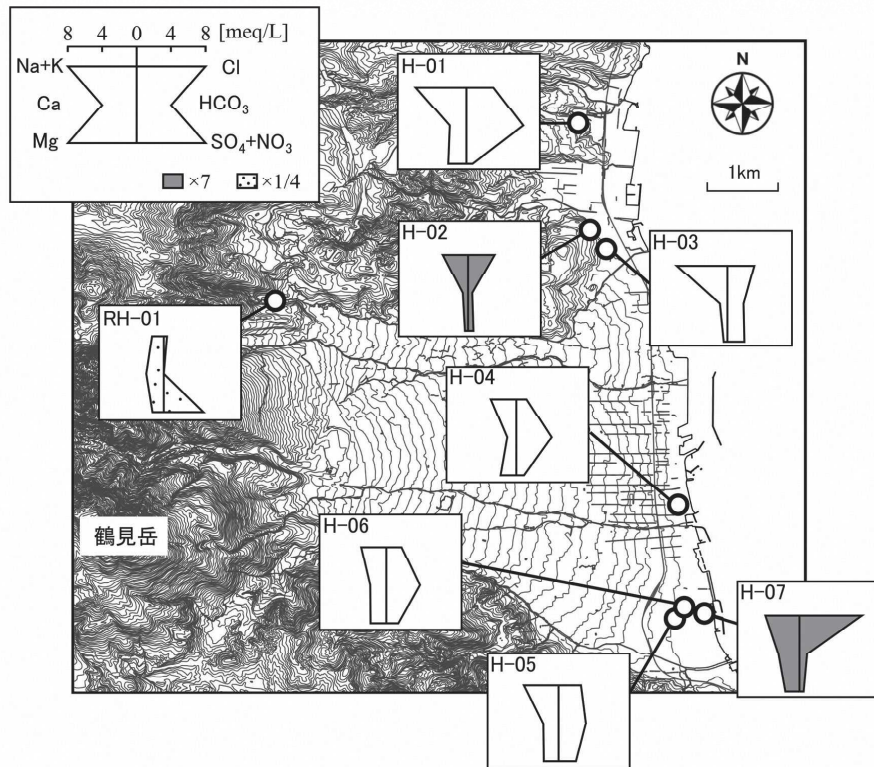 8 4 0 4 8 [meq/L]
Na+K Cl
Ca HCO₃
Mg SO₄+NO₃
×7 ×1/4
H-01
N
1km
H-02
H-03
RH-01
H-04
鶴見岳
H-06
H-07
H-05